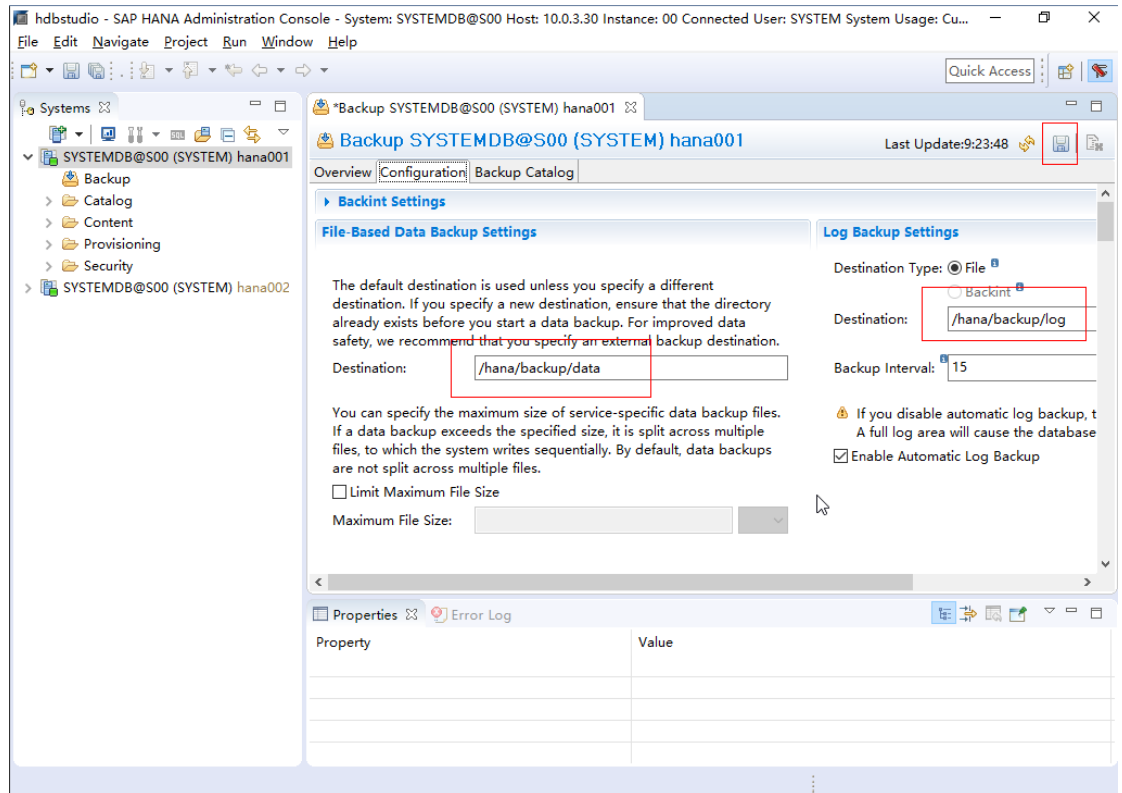 hdbstudio - SAP HANA Administration Console - System: SYSTEMDB@S00 Host: 10.0.3.30 Instance: 00 Connected User: SYSTEM System Usage: Cu...
File Edit Navigate Project Run Window Help
Quick Access
Systems
SYSTEMDB@S00 (SYSTEM) hana001
Backup
Catalog
Content
Provisioning
Security
SYSTEMDB@S00 (SYSTEM) hana002
*Backup SYSTEMDB@S00 (SYSTEM) hana001
Backup SYSTEMDB@S00 (SYSTEM) hana001
Last Update:9:23:48
Overview Configuration Backup Catalog
Backint Settings
File-Based Data Backup Settings
The default destination is used unless you specify a different
destination. If you specify a new destination, ensure that the directory
already exists before you start a data backup. For improved data
safety, we recommend that you specify an external backup destination.
Destination: /hana/backup/data
You can specify the maximum size of service-specific data backup files.
If a data backup exceeds the specified size, it is split across multiple
files, to which the system writes sequentially. By default, data backups
are not split across multiple files.
Limit Maximum File Size
Maximum File Size:
Log Backup Settings
Destination Type: File
Backint
Destination: /hana/backup/log
Backup Interval: 15
If you disable automatic log backup, t
A full log area will cause the database
Enable Automatic Log Backup
Properties Error Log
Property Value